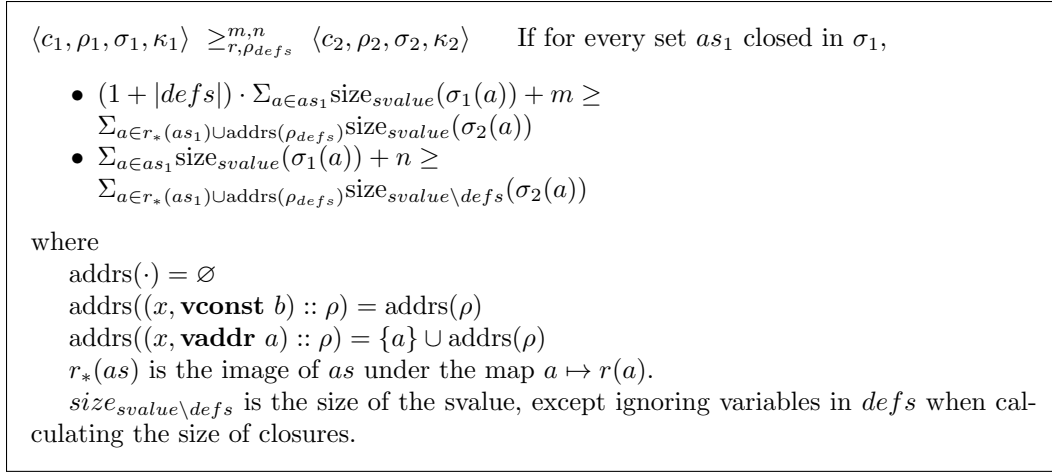 ⟨c₁, ρ₁, σ₁, κ₁⟩ ≥^{m,n}_{r,ρ_{defs}} ⟨c₂, ρ₂, σ₂, κ₂⟩ If for every set as₁ closed in σ₁,
• (1 + |defs|) · Σ_{a∈as₁}size_{svalue}(σ₁(a)) + m ≥
Σ_{a∈r_*(as₁)∪addrs(ρ_{defs})}size_{svalue}(σ₂(a))
• Σ_{a∈as₁}size_{svalue}(σ₁(a)) + n ≥
Σ_{a∈r_*(as₁)∪addrs(ρ_{defs})}size_{svalue\defs}(σ₂(a))
where
addrs(·) = ∅
addrs((x, vconst b) :: ρ) = addrs(ρ)
addrs((x, vaddr a) :: ρ) = {a} ∪ addrs(ρ)
r_*(as) is the image of as under the map a ↦ r(a).
size_{svalue\defs} is the size of the svalue, except ignoring variables in defs when cal-
culating the size of closures.